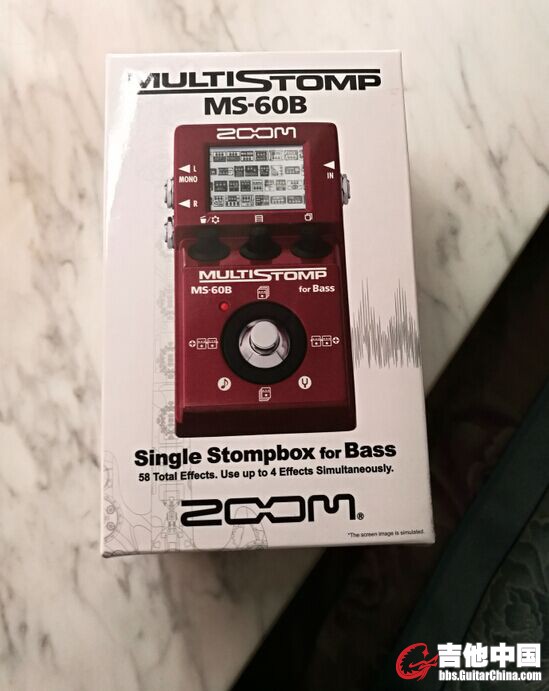 MULTISTOMP
MS-60B
ZOOM
L
MONO
IN
R
MULTISTOMP
MS-60B
for Bass
Single Stompbox for Bass
58 Total Effects. Use up to 4 Effects Simultaneously.
ZOOM®
*The screen image is simulated.
吉他中国
bbs.GuitarChina.com